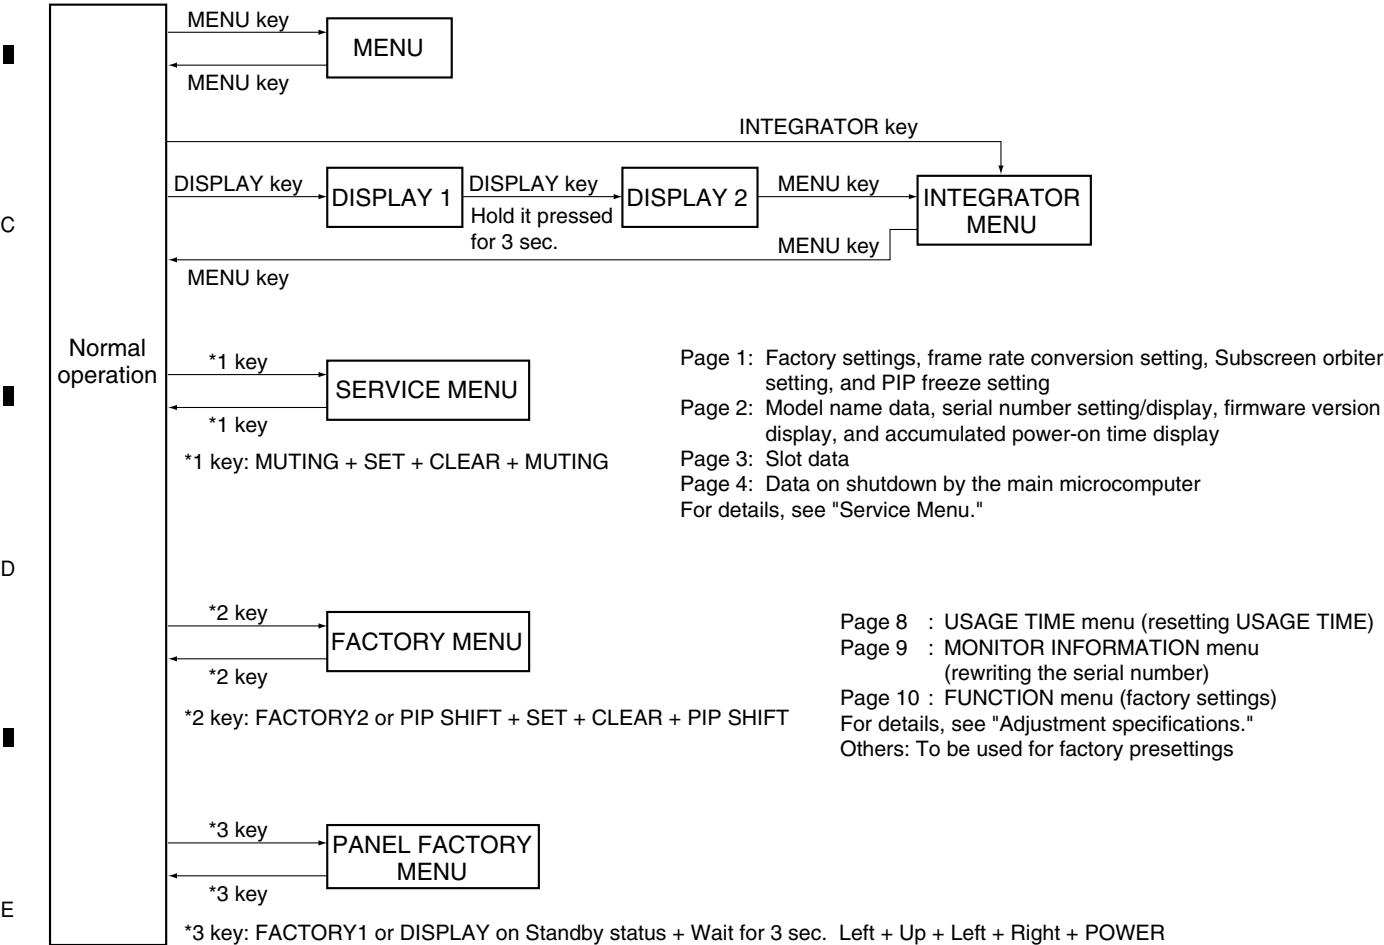 MENU key
MENU
MENU key
INTEGRATOR key
DISPLAY key
DISPLAY 1
DISPLAY key
Hold it pressed
for 3 sec.
DISPLAY 2
MENU key
INTEGRATOR
MENU
MENU key
MENU key
C
Normal
operation
*1 key
SERVICE MENU
*1 key
*1 key: MUTING + SET + CLEAR + MUTING
Page 1: Factory settings, frame rate conversion setting, Subscreen orbiter
setting, and PIP freeze setting
Page 2: Model name data, serial number setting/display, firmware version
display, and accumulated power-on time display
Page 3: Slot data
Page 4: Data on shutdown by the main microcomputer
For details, see "Service Menu."
D
*2 key
FACTORY MENU
*2 key
*2 key: FACTORY2 or PIP SHIFT + SET + CLEAR + PIP SHIFT
Page 8 : USAGE TIME menu (resetting USAGE TIME)
Page 9 : MONITOR INFORMATION menu
(rewriting the serial number)
Page 10 : FUNCTION menu (factory settings)
For details, see "Adjustment specifications."
Others: To be used for factory presettings
*3 key
PANEL FACTORY
MENU
*3 key
E
*3 key: FACTORY1 or DISPLAY on Standby status + Wait for 3 sec. Left + Up + Left + Right + POWER